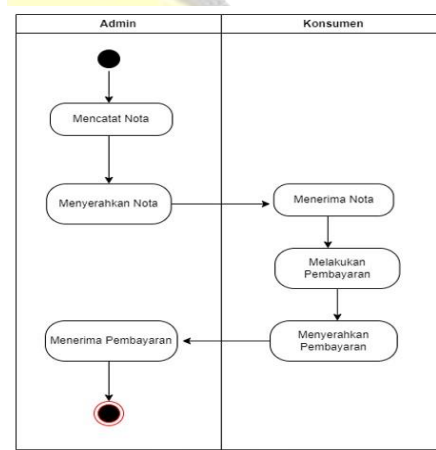 Admin
Konsumen
Mencatat Nota
Menyerahkan Nota
Menerima Nota
Melakukan
Pembayaran
Menyerahkan
Pembayaran
Menerima Pembayaran